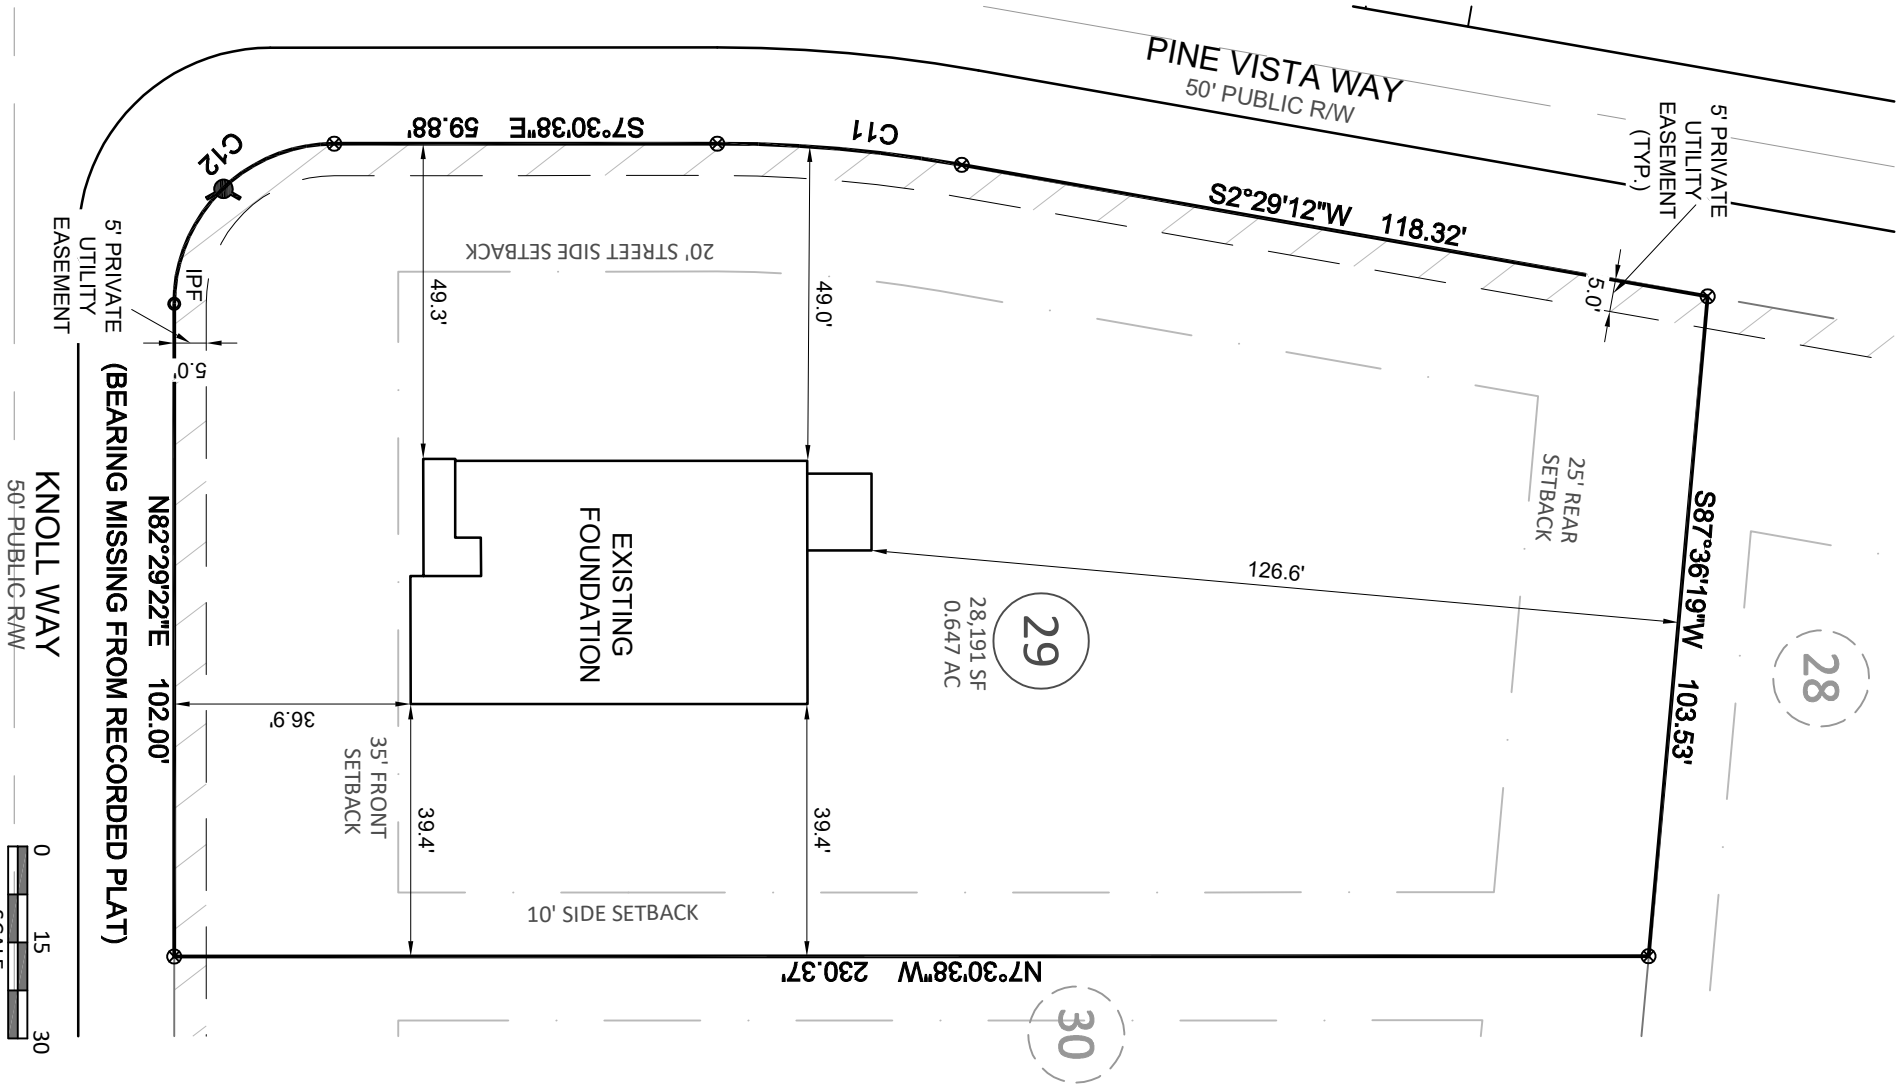 PINE VISTA WAY
50' PUBLIC R/W
5' PRIVATE
UTILITY
EASEMENT
(TYP.)
S7°30'38"E 59.88'
C11
C12
S2°29'12"W 118.32'
5.0'
5' PRIVATE
UTILITY
EASEMENT
IPF
5.0'
20' STREET SIDE SETBACK
49.3'
49.0'
25' REAR
SETBACK
S87°36'19"W 103.53'
EXISTING
FOUNDATION
126.6'
29
28,191 SF
0.647 AC
28
KNOLL WAY
50' PUBLIC R/W
(BEARING MISSING FROM RECORDED PLAT)
N82°29'22"E 102.00'
36.9'
35' FRONT
SETBACK
39.4'
39.4'
10' SIDE SETBACK
N7°30'38"W 230.37'
30
0 15 30